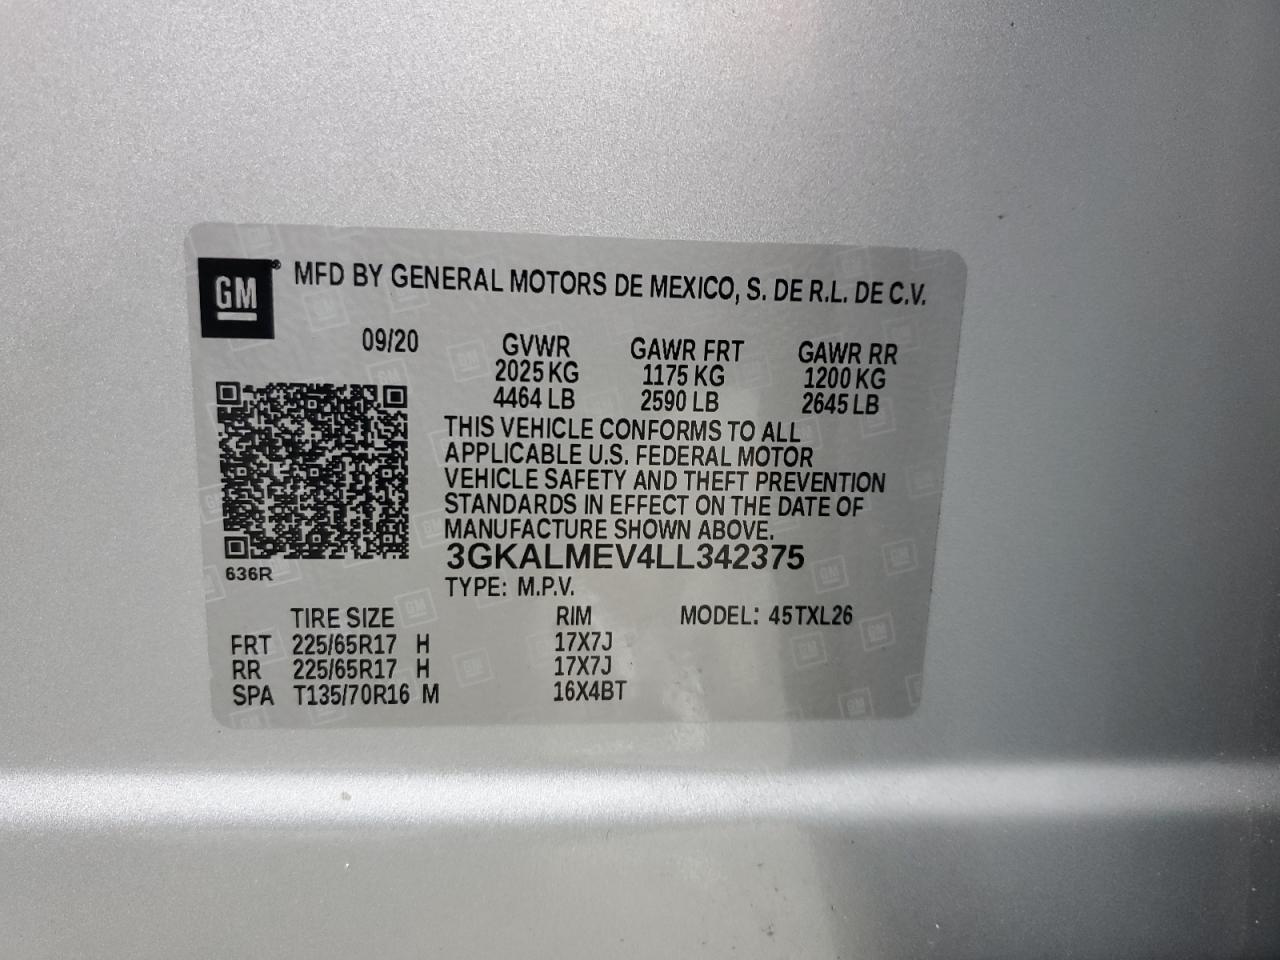 GM® MFD BY GENERAL MOTORS DE MEXICO, S. DE R.L. DE C.V.
09/20 GVWR GAWR FRT GAWR RR
2025 KG 1175 KG 1200 KG
4464 LB 2590 LB 2645 LB
THIS VEHICLE CONFORMS TO ALL
APPLICABLE U.S. FEDERAL MOTOR
VEHICLE SAFETY AND THEFT PREVENTION
STANDARDS IN EFFECT ON THE DATE OF
MANUFACTURE SHOWN ABOVE.
3GKALMEV4LL342375
636R
TYPE: M.P.V.
TIRE SIZE RIM MODEL: 45TXL26
FRT 225/65R17 H 17X7J
RR 225/65R17 H 17X7J
SPA T135/70R16 M 16X4BT